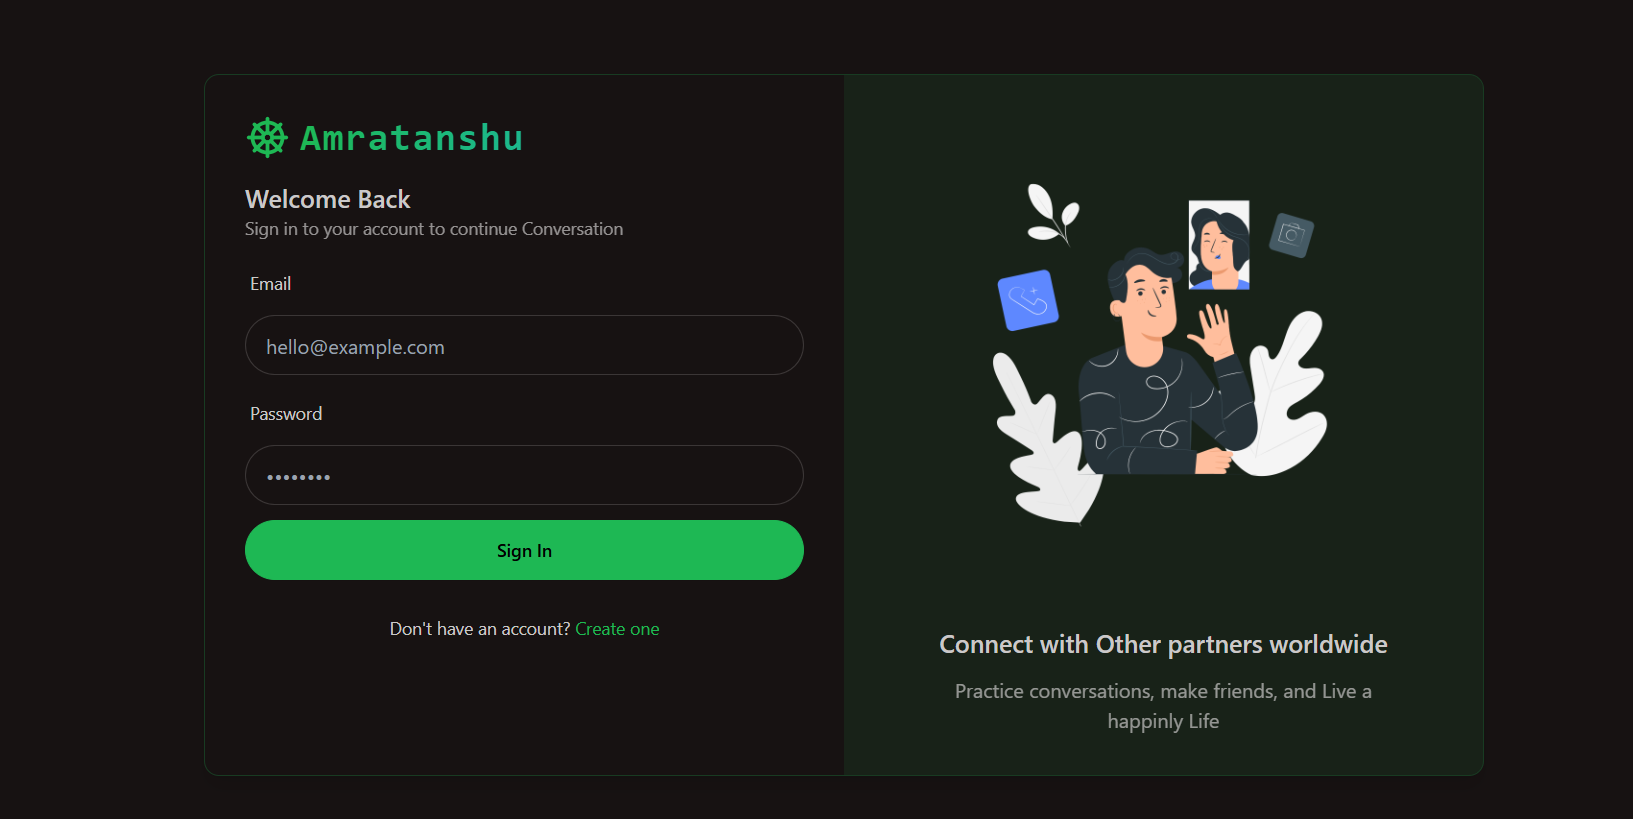 Amratanshu
Welcome Back
Sign in to your account to continue Conversation
Email
hello@example.com
Password
••••••••
Sign In
Don't have an account? Create one
Connect with Other partners worldwide
Practice conversations, make friends, and Live a
happinly Life